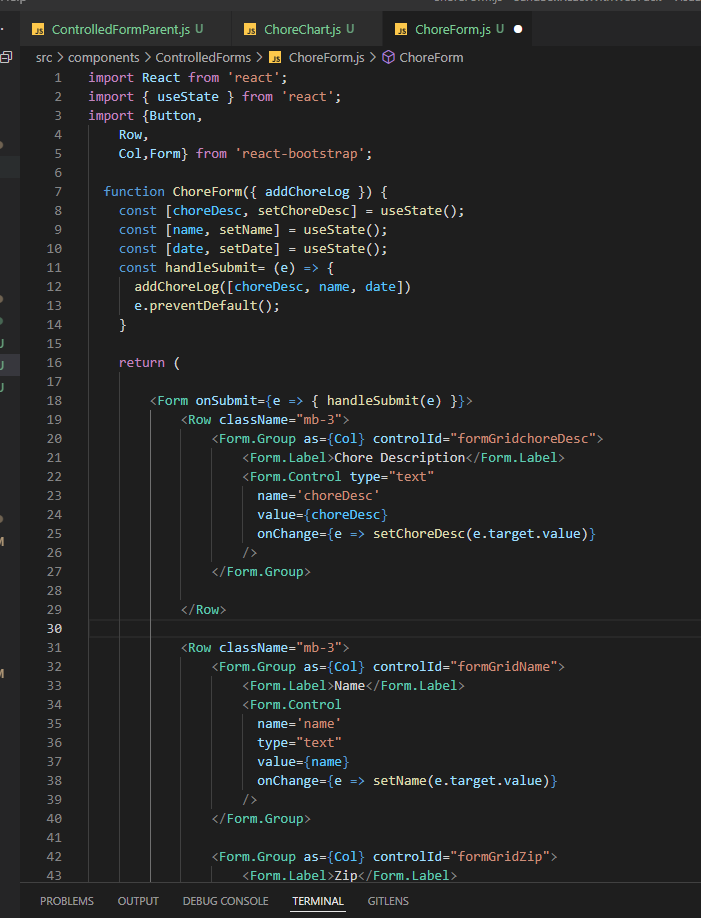 ControlledFormParent.js U ChoreChart.js U ChoreForm.js U
src > components > ControlledForms > ChoreForm.js > ChoreForm
1 import React from 'react';
2 import { useState } from 'react';
3 import {Button,
4 Row,
5 Col,Form} from 'react-bootstrap';
6
7 function ChoreForm({ addChoreLog }) {
8 const [choreDesc, setChoreDesc] = useState();
9 const [name, setName] = useState();
10 const [date, setDate] = useState();
11 const handleSubmit= (e) => {
12 addChoreLog([choreDesc, name, date])
13 e.preventDefault();
14 }
15
16 return (
17
18 <Form onSubmit={e => { handleSubmit(e) }}>
19 <Row className="mb-3">
20 <Form.Group as={Col} controlId="formGridchoreDesc">
21 <Form.Label>Chore Description</Form.Label>
22 <Form.Control type="text"
23 name='choreDesc'
24 value={choreDesc}
25 onChange={e => setChoreDesc(e.target.value)}
26 />
27 </Form.Group>
28
29 </Row>
30
31 <Row className="mb-3">
32 <Form.Group as={Col} controlId="formGridName">
33 <Form.Label>Name</Form.Label>
34 <Form.Control
35 name='name'
36 type="text"
37 value={name}
38 onChange={e => setName(e.target.value)}
39 />
40 </Form.Group>
41
42 <Form.Group as={Col} controlId="formGridZip">
43 <Form.Label>Zip</Form.Label>
PROBLEMS OUTPUT DEBUG CONSOLE TERMINAL GITLENS